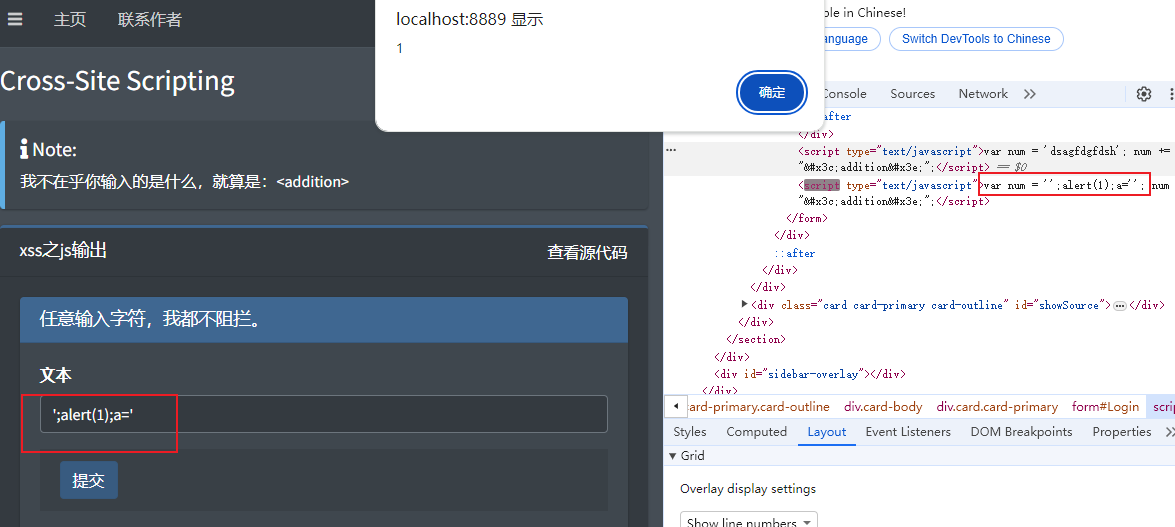 主页 联系作者
Cross-Site Scripting
Note:
我不在乎你输入的是什么，就算是：<addition>
xss之js输出 查看源代码
任意输入字符，我都不阻拦。
文本
';alert(1);a='
提交
localhost:8889 显示
1
确定
ble in Chinese!
anguage Switch DevTools to Chinese
Console Sources Network
after
</div>
<script type="text/javascript">var num = 'dsagfdgfdsh'; num +=
"&#x3c;addition&#x3e;";</script> == $0
<script type="text/javascript">var num = '';alert(1);a=''; num
"&#x3c;addition&#x3e;";</script>
</form>
</div>
::after
</div>
</div>
<div class="card card-primary card-outline" id="showSource"> </div>
</div>
</section>
</div>
<div id="sidebar-overlay"></div>
</div>
card-primary.card-outline div.card-body div.card.card-primary form#Login scri
Styles Computed Layout Event Listeners DOM Breakpoints Properties
Grid
Overlay display settings
Show line numbers